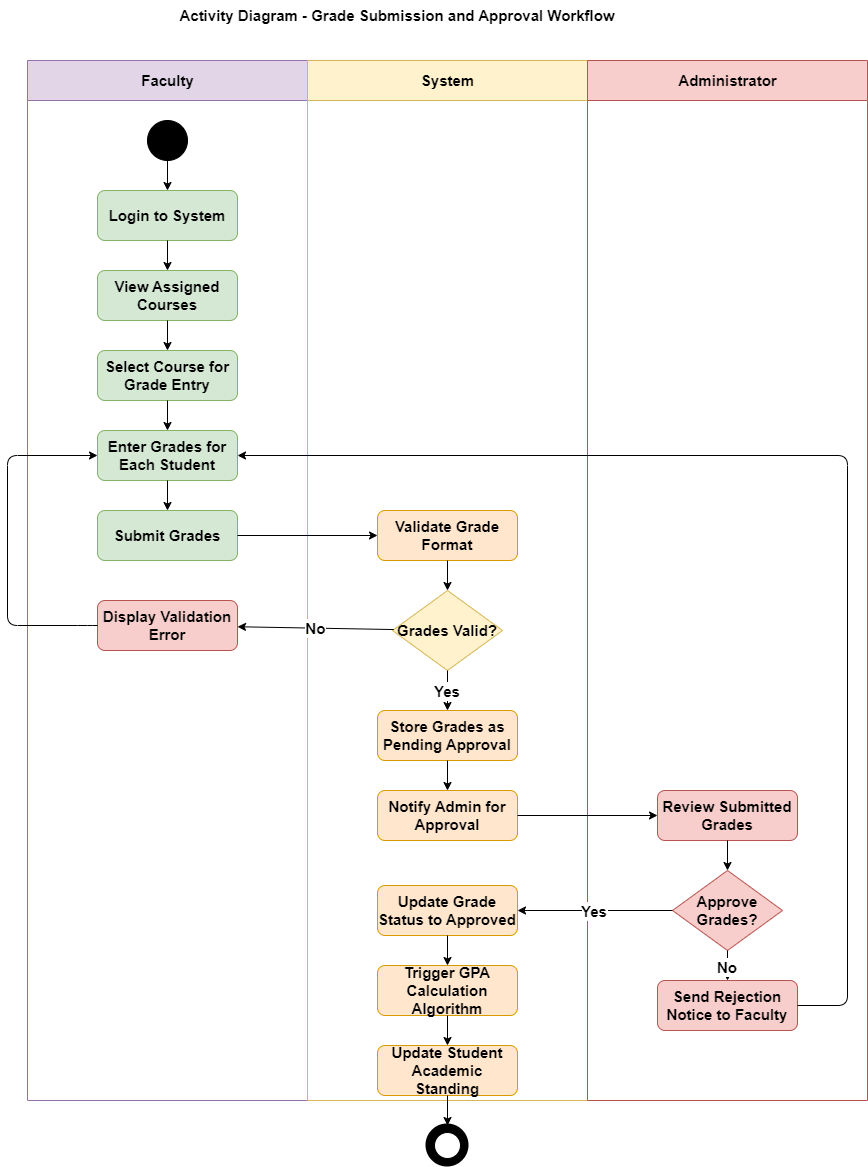 Activity Diagram - Grade Submission and Approval Workflow
Faculty
System
Administrator
Login to System
View Assigned
Courses
Select Course for
Grade Entry
Enter Grades for
Each Student
Submit Grades
Validate Grade
Format
Display Validation
Error
No
Grades Valid?
Yes
Store Grades as
Pending Approval
Notify Admin for
Approval
Review Submitted
Grades
Update Grade
Status to Approved
Yes
Approve
Grades?
No
Trigger GPA
Calculation
Algorithm
Send Rejection
Notice to Faculty
Update Student
Academic
Standing